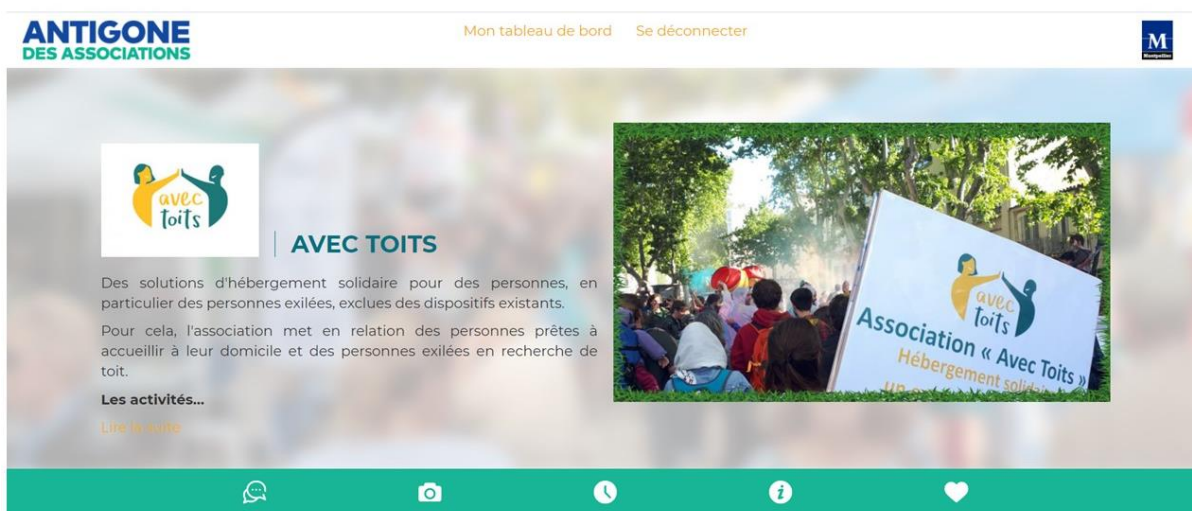 ANTIGONE
DES ASSOCIATIONS
Mon tableau de bord Se déconnecter
M
Montpellier
avec
toits
AVEC TOITS
Des solutions d'hébergement solidaire pour des personnes, en
particulier des personnes exilées, exclues des dispositifs existants.
Pour cela, l'association met en relation des personnes prêtes à
accueillir à leur domicile et des personnes exilées en recherche de
toit.
Les activités...
Lire la suite
avec
toits
Association « Avec Toits »
Hébergement
un